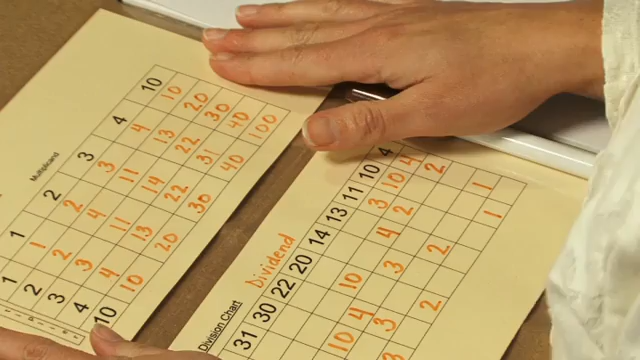 Multiplicand
1 2 3 4 10
1 1 2 3 4 10
2 2 4 11 13 20
3 3 11 14 22 30
4 4 13 22 31 40
10 10 20 30 40 100
Division Chart
Dividend
31 30 22 20 14 13 11 10 4
4 2 1
10 1
3 2
4 2
3
10
4 2
3
10
3